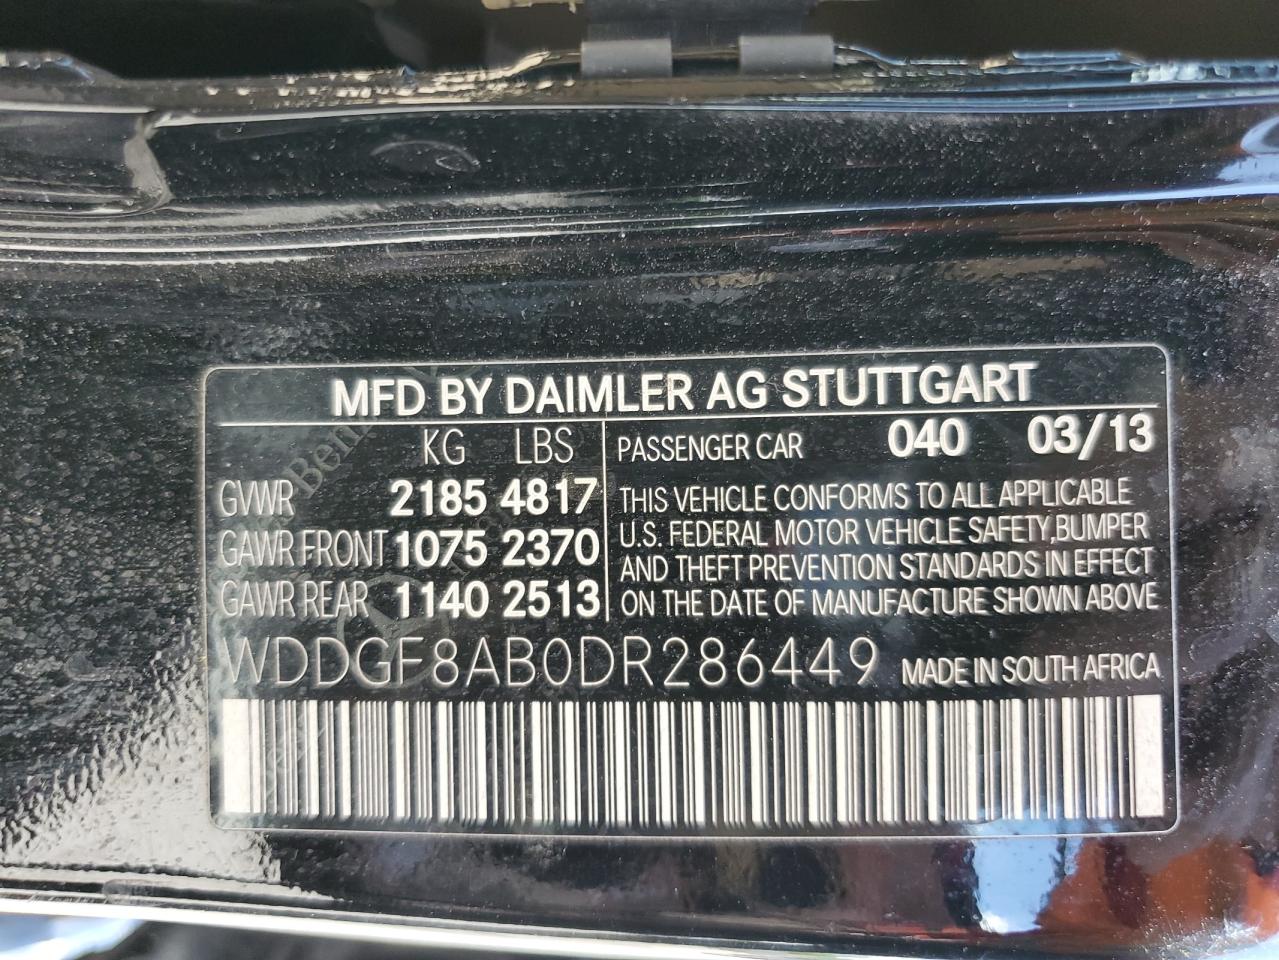 MFD BY DAIMLER AG STUTTGART
KG LBS PASSENGER CAR 040 03/13
GVWR 2185 4817 THIS VEHICLE CONFORMS TO ALL APPLICABLE
U.S. FEDERAL MOTOR VEHICLE SAFETY,BUMPER
GAWR FRONT 1075 2370 AND THEFT PREVENTION STANDARDS IN EFFECT
GAWR REAR 1140 2513 ON THE DATE OF MANUFACTURE SHOWN ABOVE
WDDGF8AB0DR286449 MADE IN SOUTH AFRICA